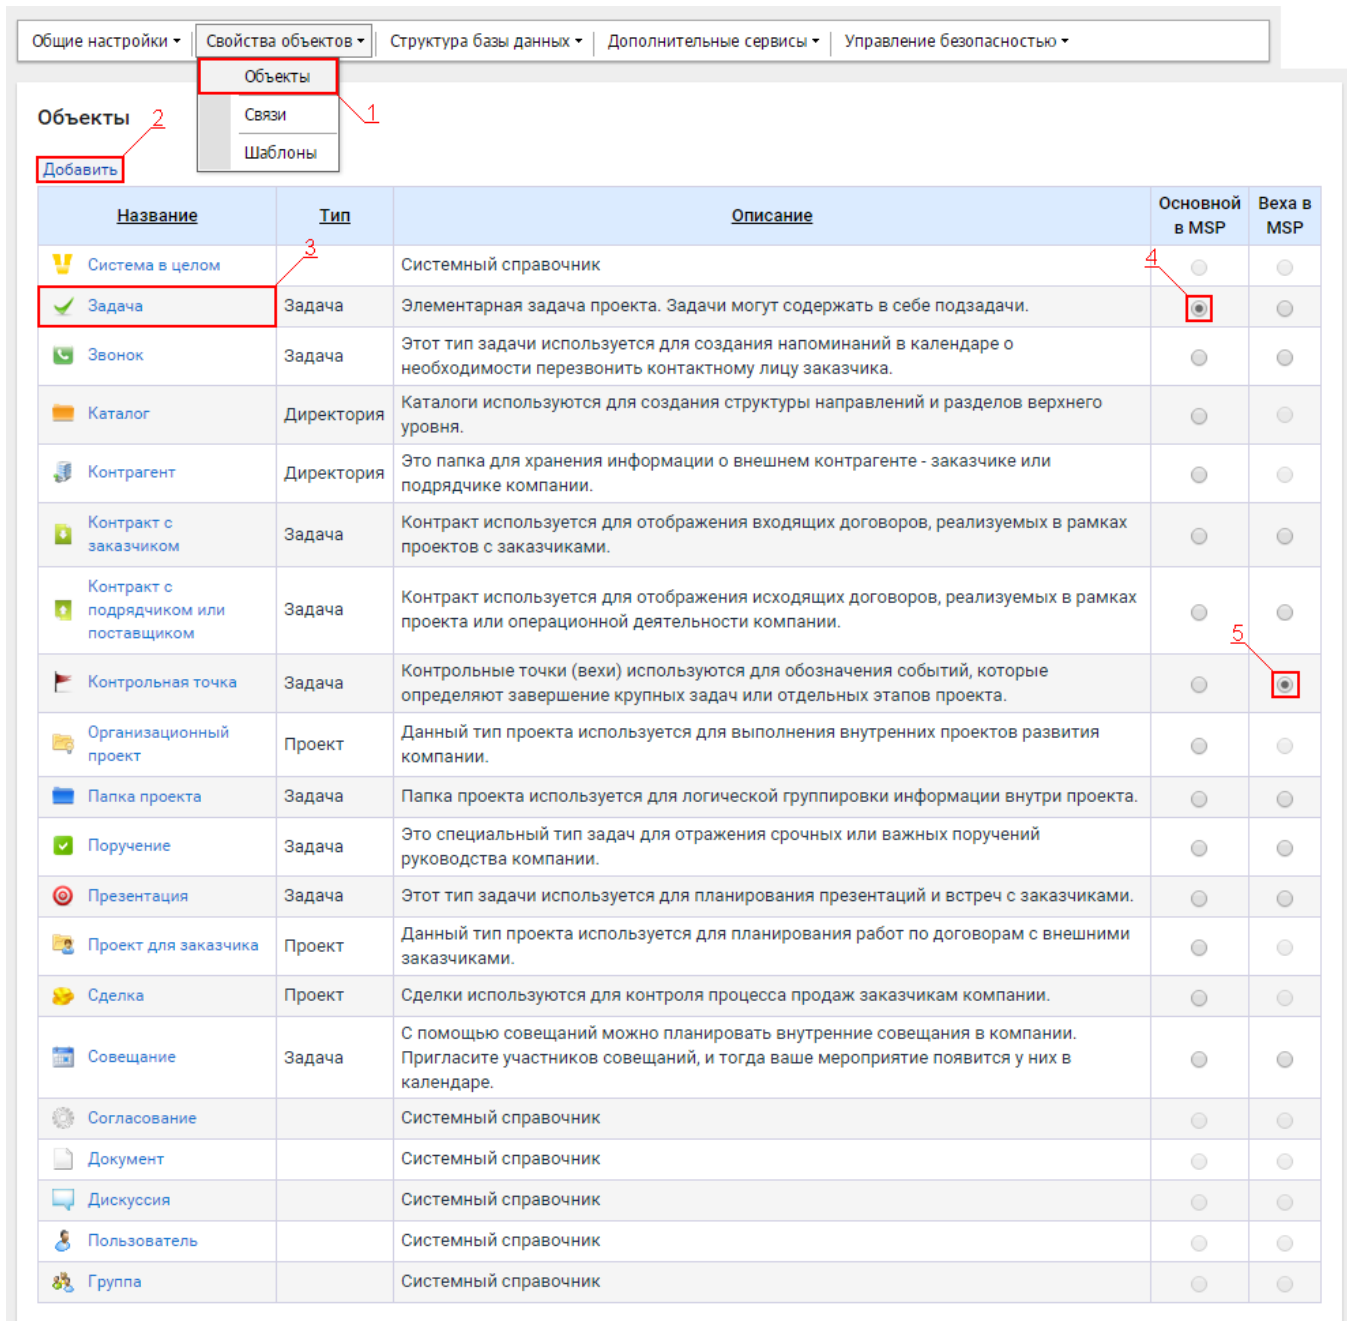 Общие настройки
Свойства объектов
Структура базы данных
Дополнительные сервисы
Управление безопасностью
Объекты
Связи
Шаблоны
1
Объекты
2
Добавить
Название
Тип
Описание
Основной
в MSP
Веха в
MSP
3
4
Система в целом
Системный справочник
Задача
Задача
Элементарная задача проекта. Задачи могут содержать в себе подзадачи.
Звонок
Задача
Этот тип задачи используется для создания напоминаний в календаре о
необходимости перезвонить контактному лицу заказчика.
Каталог
Директория
Каталоги используются для создания структуры направлений и разделов верхнего
уровня.
Контрагент
Директория
Это папка для хранения информации о внешнем контрагенте - заказчике или
подрядчике компании.
Контракт с
заказчиком
Задача
Контракт используется для отображения входящих договоров, реализуемых в рамках
проектов с заказчиками.
Контракт с
подрядчиком или
поставщиком
Задача
Контракт используется для отображения исходящих договоров, реализуемых в рамках
проекта или операционной деятельности компании.
5
Контрольная точка
Задача
Контрольные точки (вехи) используются для обозначения событий, которые
определяют завершение крупных задач или отдельных этапов проекта.
Организационный
проект
Проект
Данный тип проекта используется для выполнения внутренних проектов развития
компании.
Папка проекта
Задача
Папка проекта используется для логической группировки информации внутри проекта.
Поручение
Задача
Это специальный тип задач для отражения срочных или важных поручений
руководства компании.
Презентация
Задача
Этот тип задачи используется для планирования презентаций и встреч с заказчиками.
Проект для заказчика
Проект
Данный тип проекта используется для планирования работ по договорам с внешними
заказчиками.
Сделка
Проект
Сделки используются для контроля процесса продаж заказчикам компании.
Совещание
Задача
С помощью совещаний можно планировать внутренние совещания в компании.
Пригласите участников совещаний, и тогда ваше мероприятие появится у них в
календаре.
Согласование
Системный справочник
Документ
Системный справочник
Дискуссия
Системный справочник
Пользователь
Системный справочник
Группа
Системный справочник